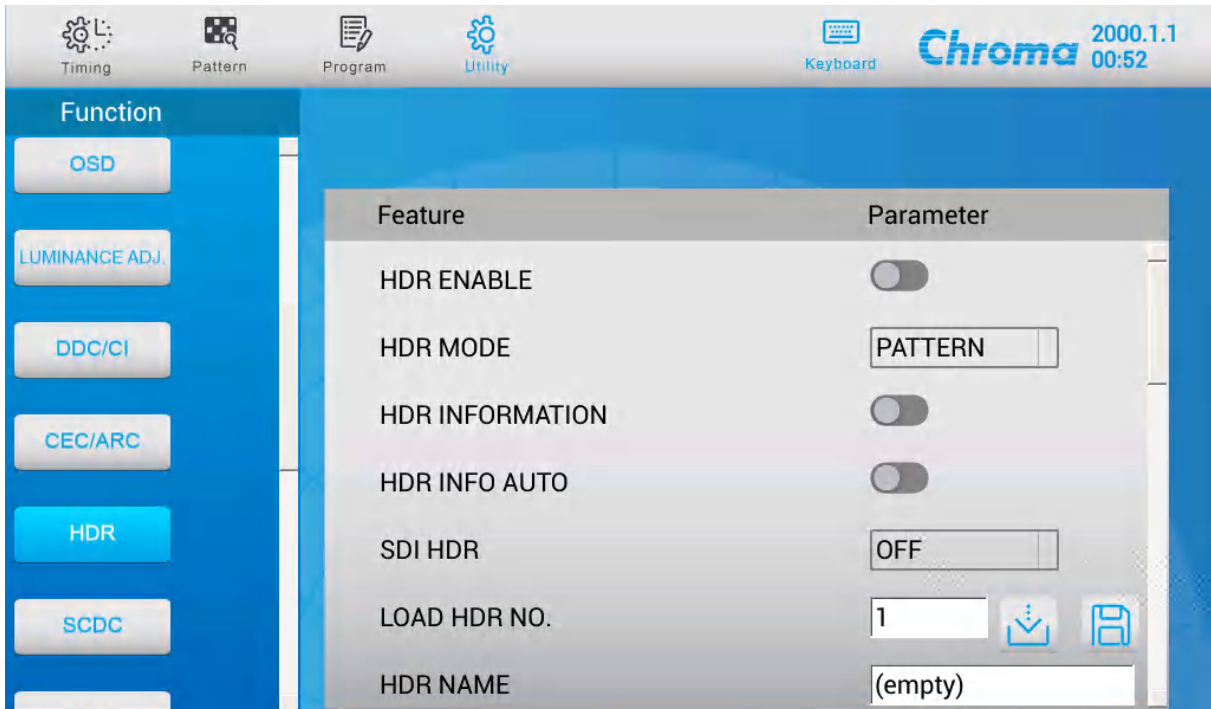 Timing
Pattern
Program
Utility
Keyboard
Chroma
2000.1.1
00:52
Function
OSD
LUMINANCE ADJ.
DDC/CI
CEC/ARC
HDR
SCDC
Feature Parameter
HDR ENABLE
HDR MODE PATTERN
HDR INFORMATION
HDR INFO AUTO
SDI HDR OFF
LOAD HDR NO. 1
HDR NAME (empty)